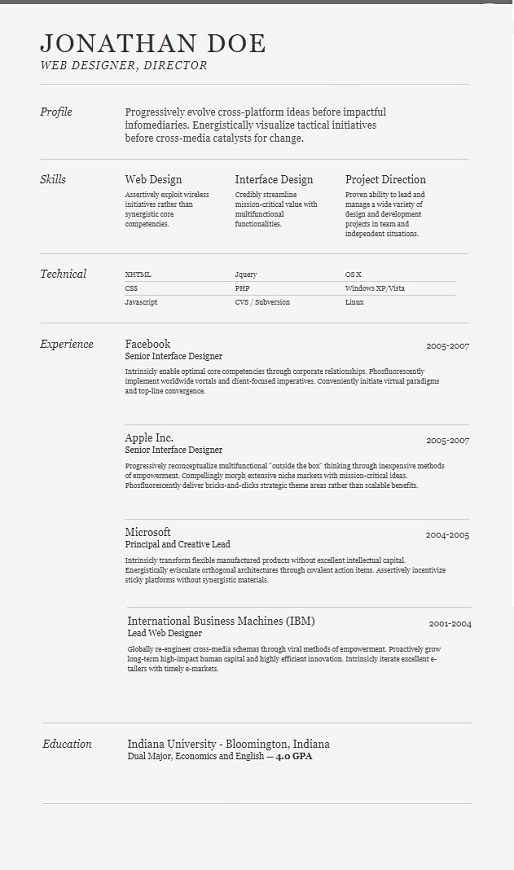 JONATHAN DOE
WEB DESIGNER, DIRECTOR
Profile
Progressively evolve cross-platform ideas before impactful
infomediaries. Energistically visualize tactical initiatives
before cross-media catalysts for change.
Skills
Web Design
Assertively exploit wireless
initiatives rather than
synergistic core
competencies.
Interface Design
Credibly streamline
mission-critical value with
multifunctional
functionalities.
Project Direction
Proven ability to lead and
manage a wide variety of
design and development
projects in team and
independent situations.
Technical
XHTML Jquery OS X
CSS PHP Windows XP/Vista
Javascript CVS / Subversion Linux
Experience
Facebook 2005-2007
Senior Interface Designer
Intrinsicly enable optimal core competencies through corporate relationships. Phosfluorescently
implement worldwide vortals and client-focused imperatives. Conveniently initiate virtual paradigms
and top-line convergence.
Apple Inc. 2005-2007
Senior Interface Designer
Progressively reconceptualize multifunctional "outside the box" thinking through inexpensive methods
of empowerment. Compellingly morph extensive niche markets with mission-critical ideas.
Phosfluorescently deliver bricks-and-clicks strategic theme areas rather than scalable benefits.
Microsoft 2004-2005
Principal and Creative Lead
Intrinsicly transform flexible manufactured products without excellent intellectual capital.
Energistically evisculate orthogonal architectures through covalent action items. Assertively incentivize
sticky platforms without synergistic materials.
International Business Machines (IBM) 2001-2004
Lead Web Designer
Globally re-engineer cross-media schemas through viral methods of empowerment. Proactively grow
long-term high-impact human capital and highly efficient innovation. Intrinsicly iterate excellent e-
tailers with timely e-markets.
Education
Indiana University - Bloomington, Indiana
Dual Major, Economics and English — 4.0 GPA